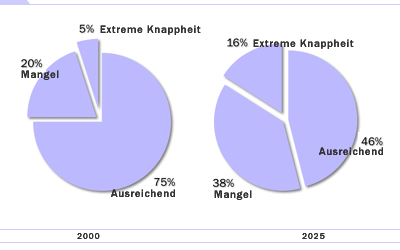 5% Extreme Knappheit
20%
Mangel
75%
Ausreichend
16% Extreme Knappheit
46%
Ausreichend
38%
Mangel
2000
2025